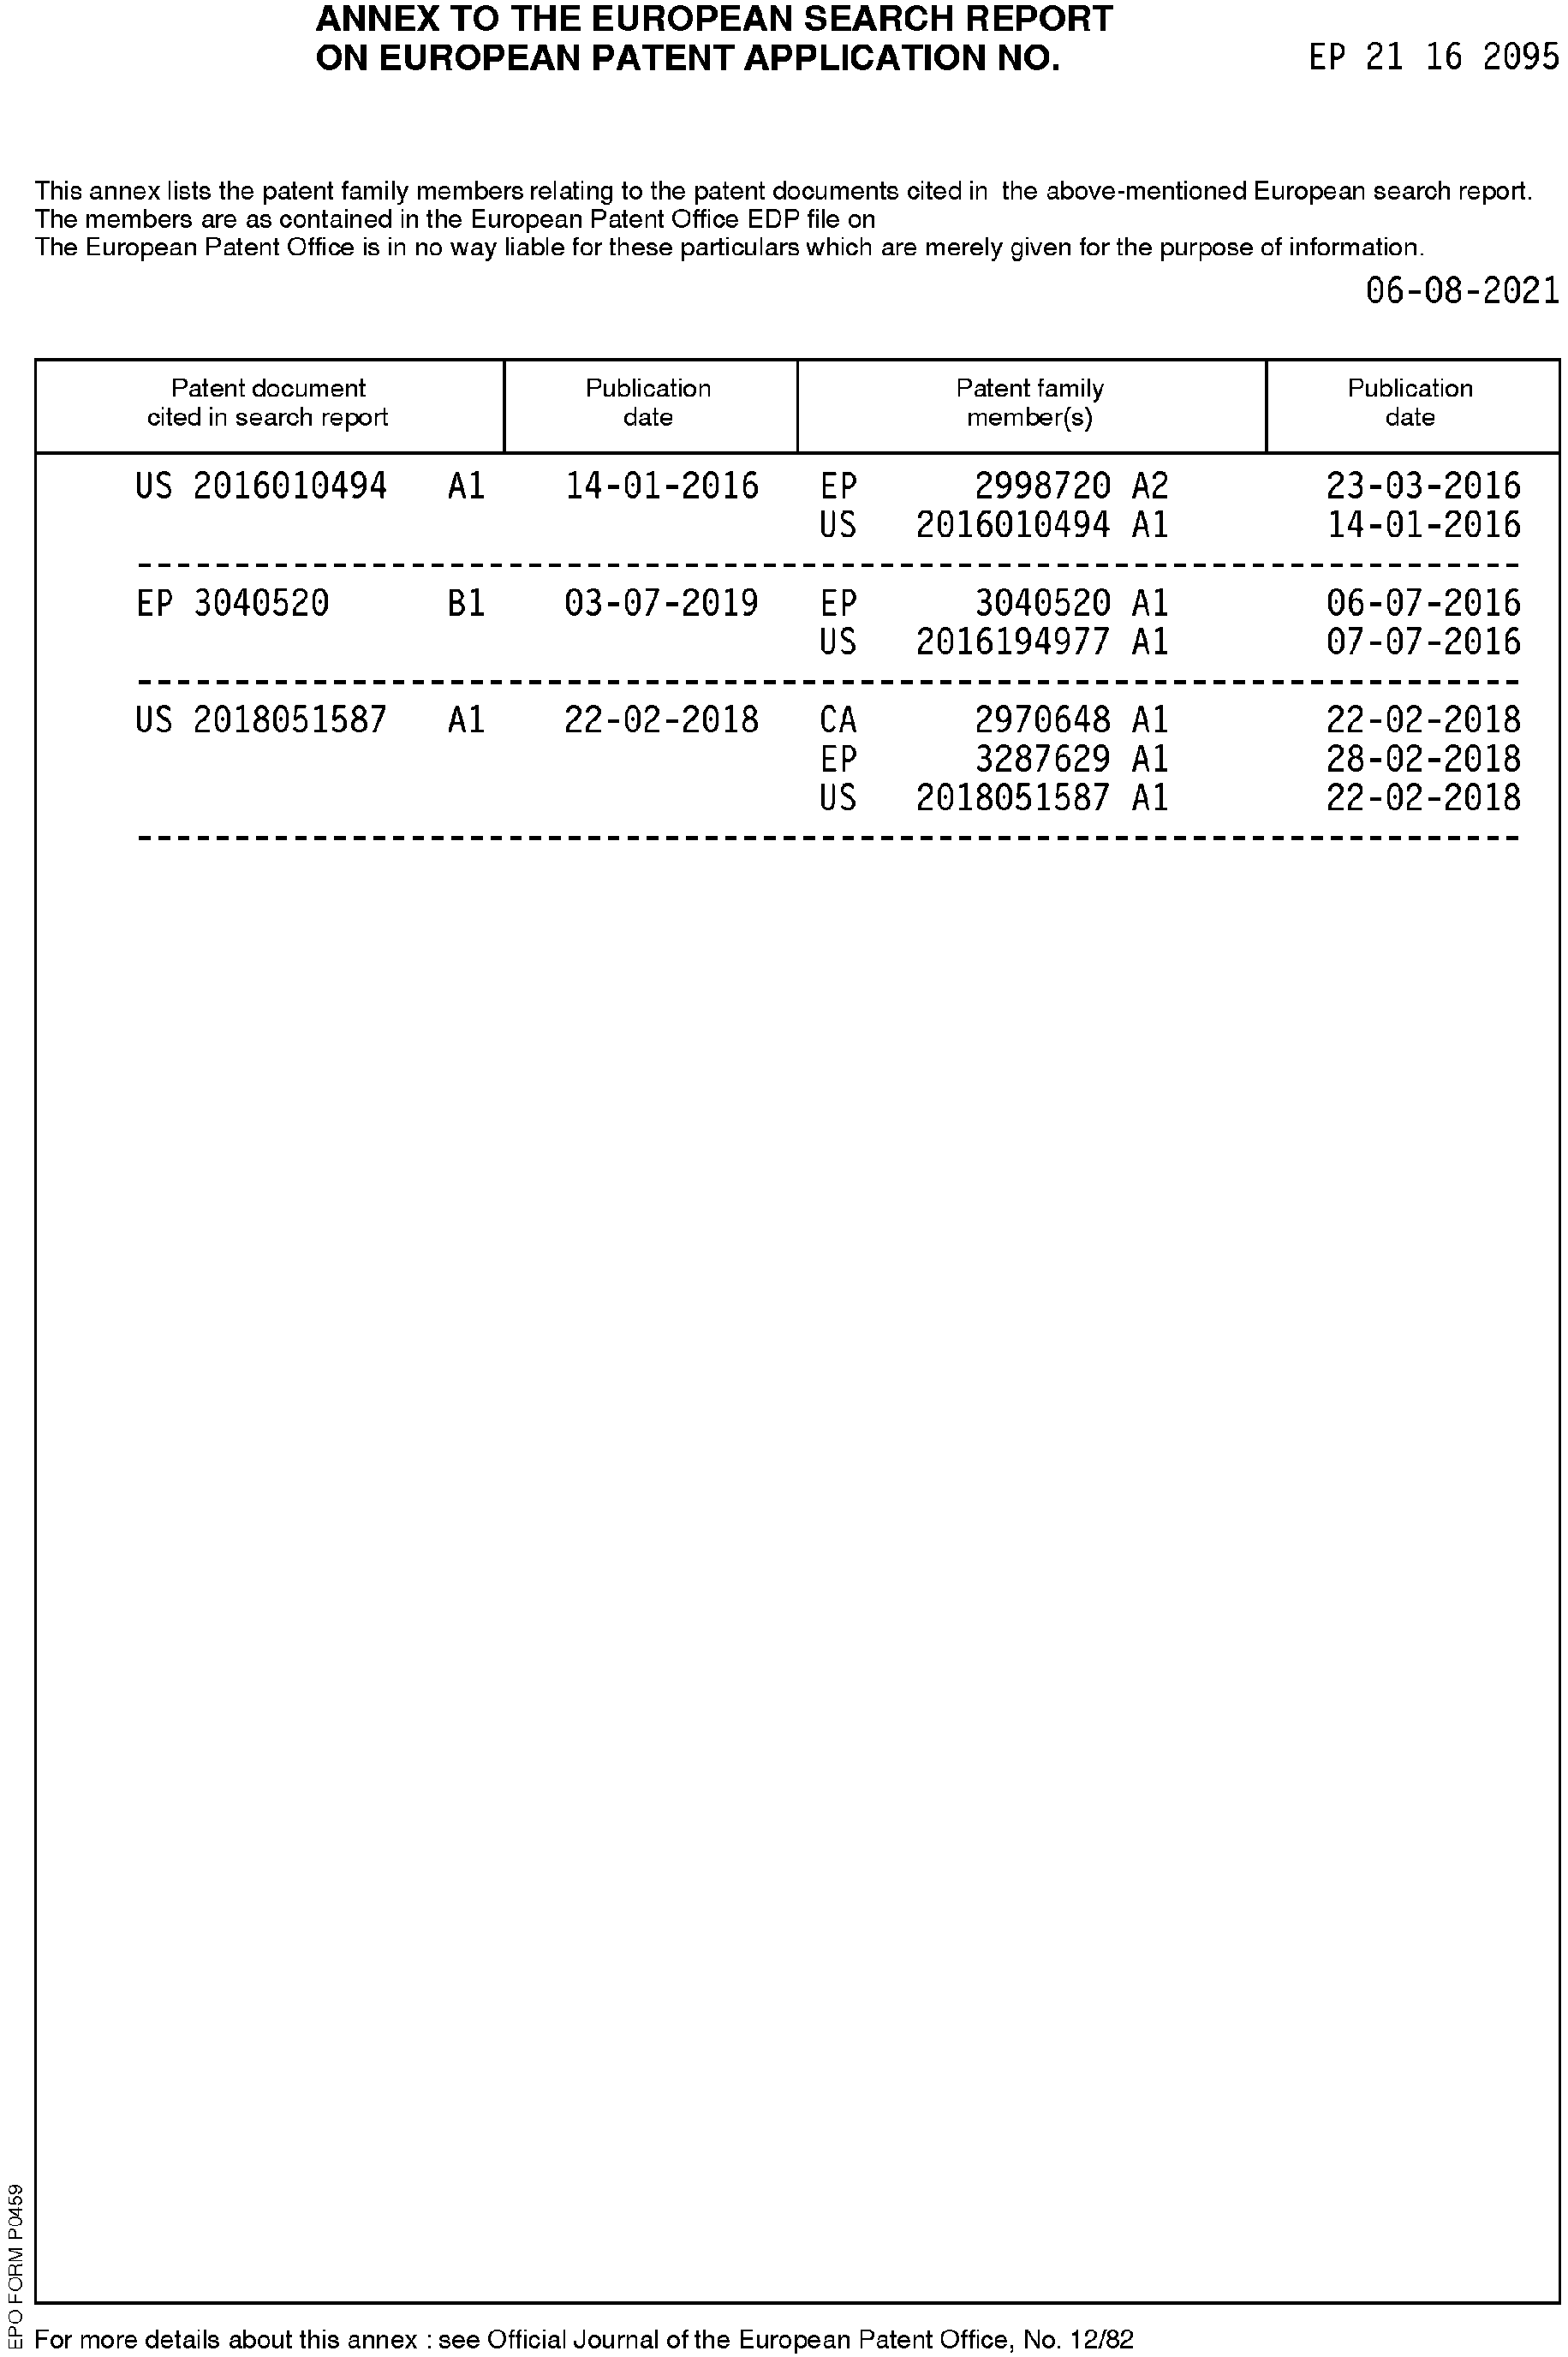 ANNEX TO THE EUROPEAN SEARCH REPORT
ON EUROPEAN PATENT APPLICATION NO. EP 21 16 2095
This annex lists the patent family members relating to the patent documents cited in the above-mentioned European search report.
The members are as contained in the European Patent Office EDP file on
The European Patent Office is in no way liable for these particulars which are merely given for the purpose of information.
06-08-2021
Patent document cited in search report Publication date Patent family member(s) Publication date
US 2016010494 A1 14-01-2016 EP 2998720 A2 23-03-2016
US 2016010494 A1 14-01-2016
EP 3040520 B1 03-07-2019 EP 3040520 A1 06-07-2016
US 2016194977 A1 07-07-2016
US 2018051587 A1 22-02-2018 CA 2970648 A1 22-02-2018
EP 3287629 A1 28-02-2018
US 2018051587 A1 22-02-2018
EPO FORM P0459
For more details about this annex : see Official Journal of the European Patent Office, No. 12/82